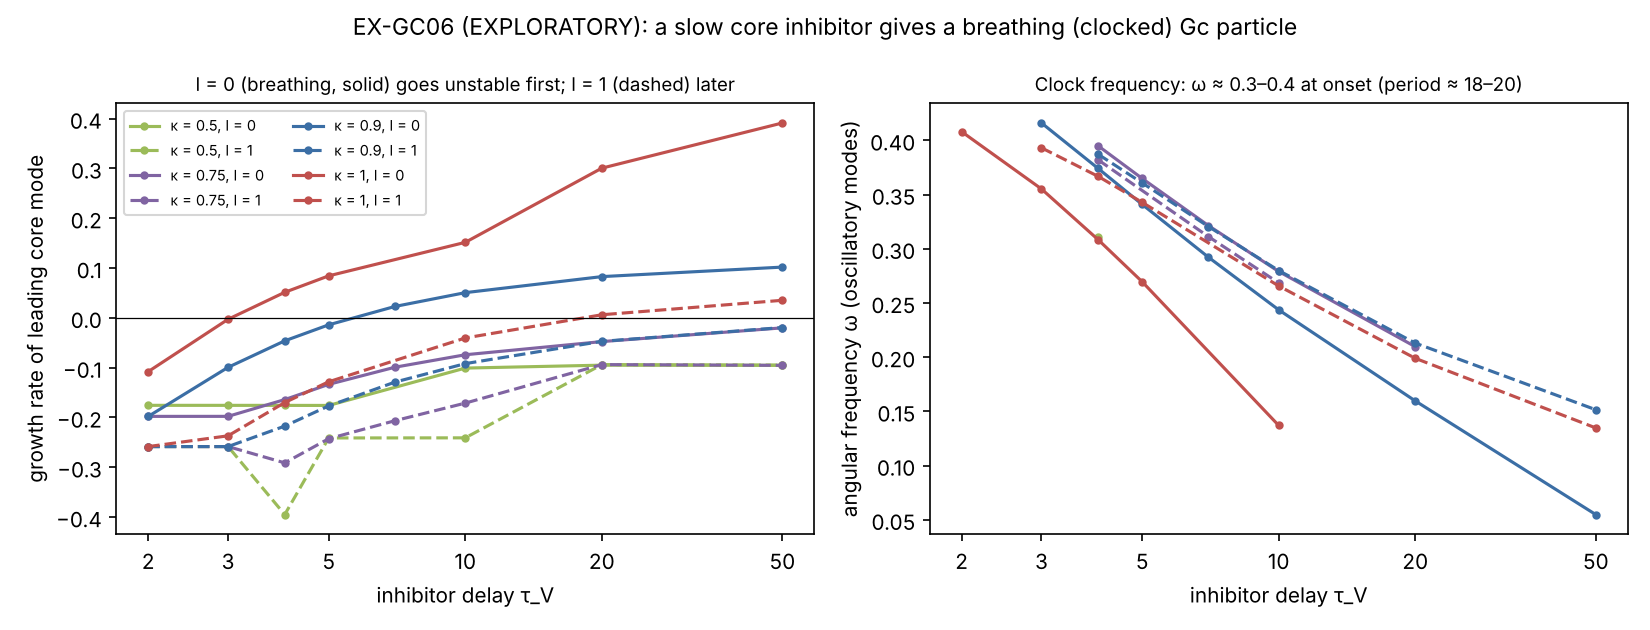 EX-GC06 (EXPLORATORY): a slow core inhibitor gives a breathing (clocked) Gc particle
l = 0 (breathing, solid) goes unstable first; l = 1 (dashed) later
growth rate of leading core mode
0.4
0.3
0.2
0.1
0.0
−0.1
−0.2
−0.3
−0.4
κ = 0.5, l = 0
κ = 0.5, l = 1
κ = 0.75, l = 0
κ = 0.75, l = 1
κ = 0.9, l = 0
κ = 0.9, l = 1
κ = 1, l = 0
κ = 1, l = 1
2 3 5 10 20 50
inhibitor delay τ_V
Clock frequency: ω ≈ 0.3–0.4 at onset (period ≈ 18–20)
angular frequency ω (oscillatory modes)
0.40
0.35
0.30
0.25
0.20
0.15
0.10
0.05
2 3 5 10 20 50
inhibitor delay τ_V